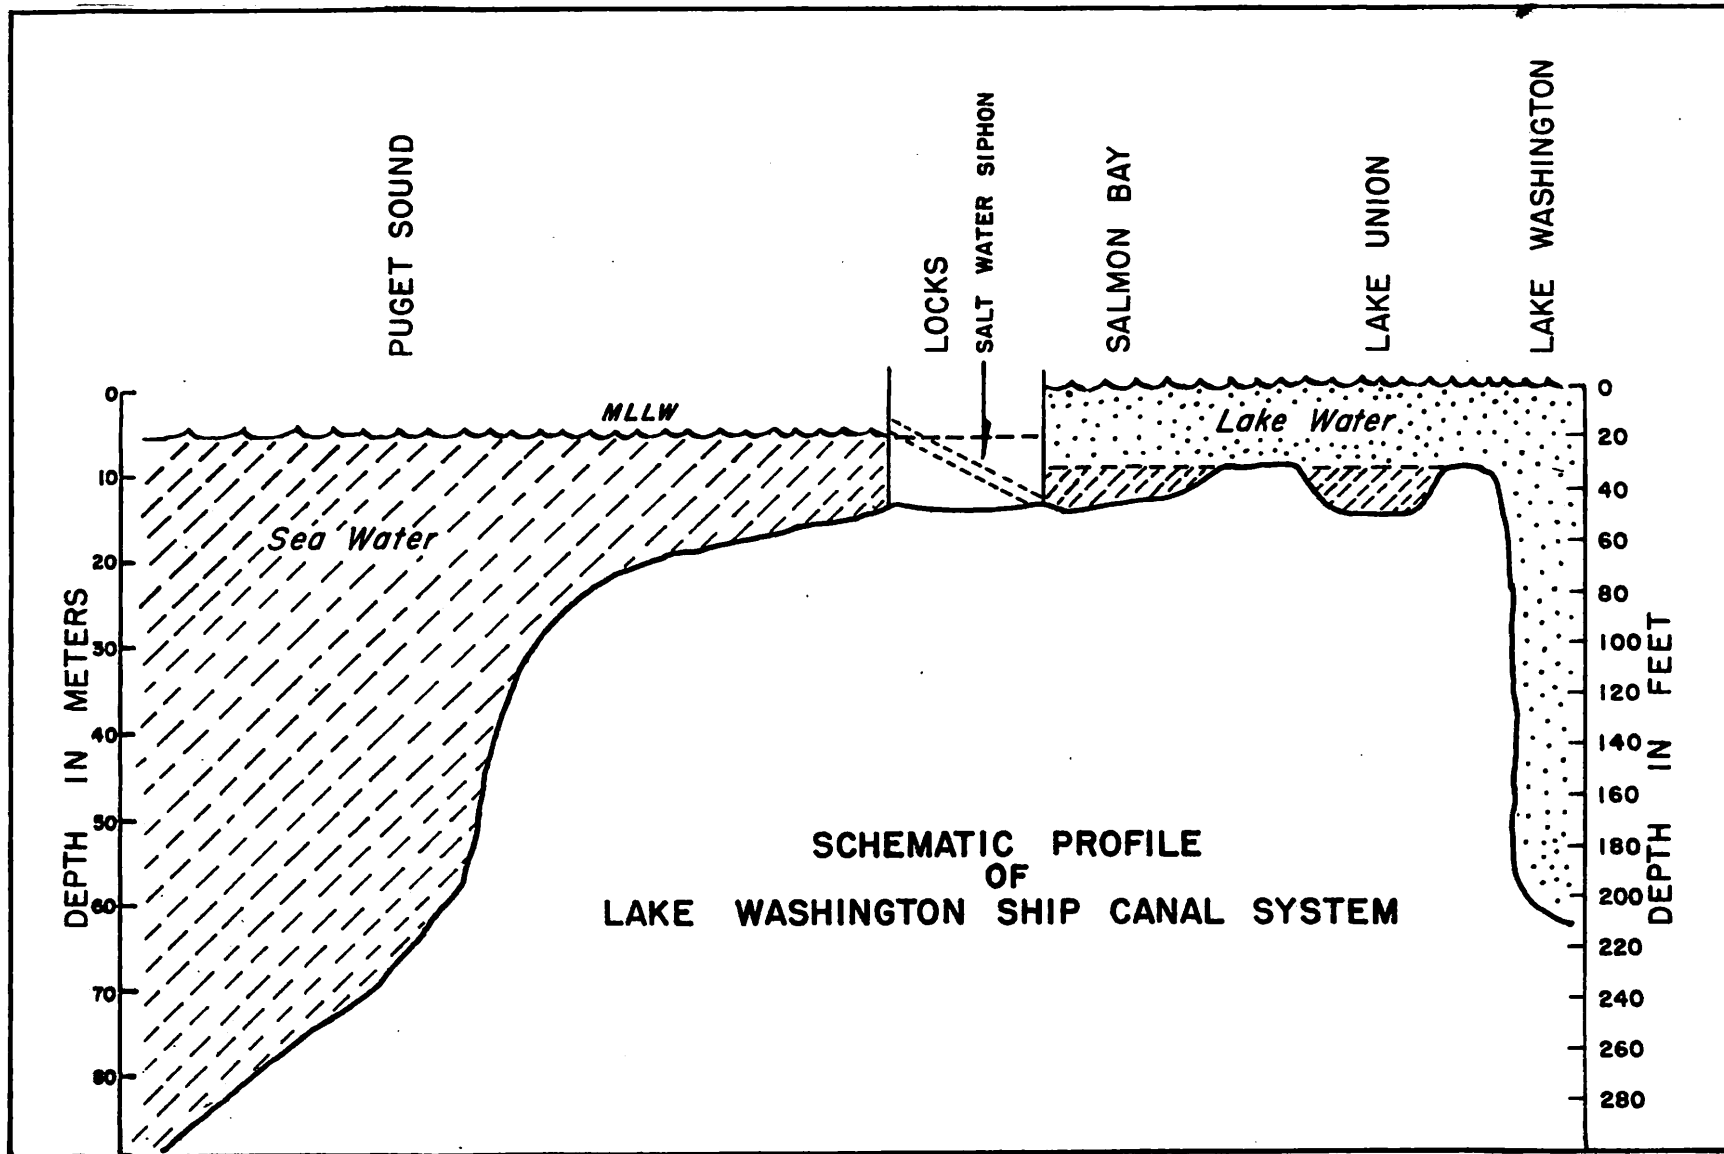 PUGET SOUND
LOCKS
SALT WATER SIPHON
SALMON BAY
LAKE UNION
LAKE WASHINGTON
MLLW
Lake Water
Sea Water
DEPTH IN METERS
0
10
20
30
40
50
60
70
80
DEPTH IN FEET
0
20
40
60
80
100
120
140
160
180
200
220
240
260
280
SCHEMATIC PROFILE
OF
LAKE WASHINGTON SHIP CANAL SYSTEM